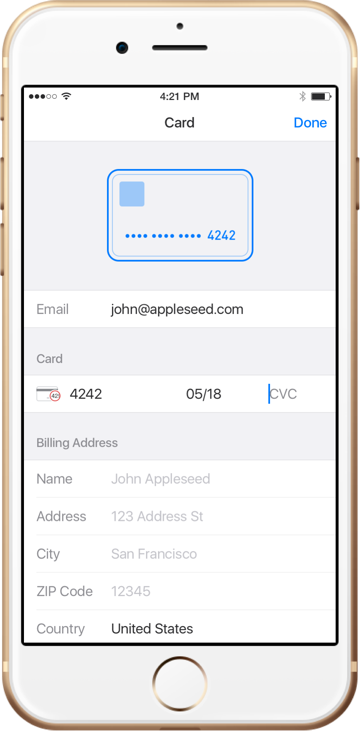 4:21 PM
Card
Done
•••• •••• •••• 4242
Email john@appleseed.com
Card
4242 05/18 CVC
Billing Address
Name John Appleseed
Address 123 Address St
City San Francisco
ZIP Code 12345
Country United States